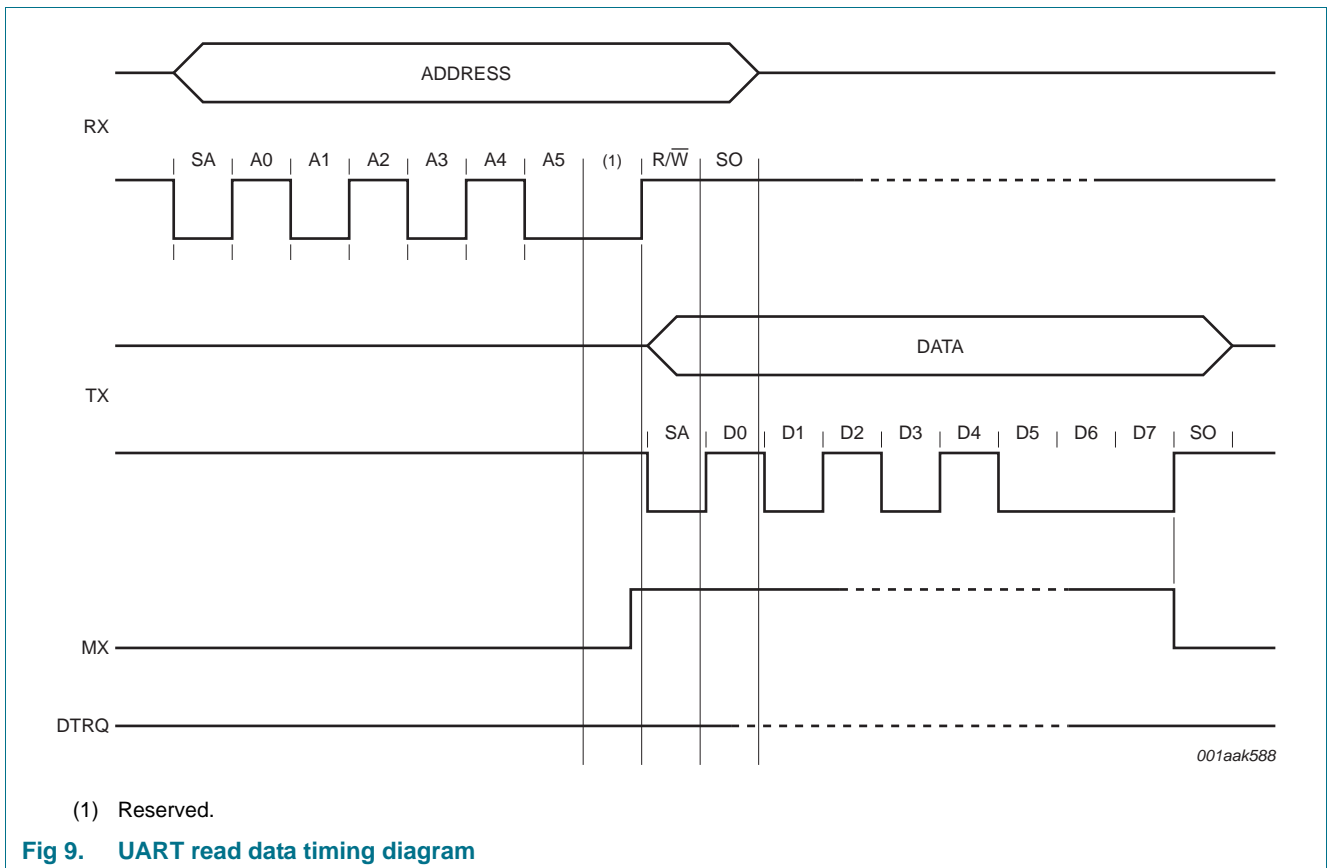 ADDRESS
RX
SA A0 A1 A2 A3 A4 A5 (1) R/W̅ SO
DATA
TX
SA D0 D1 D2 D3 D4 D5 D6 D7 SO
MX
DTRQ
001aak588
(1) Reserved.
Fig 9. UART read data timing diagram